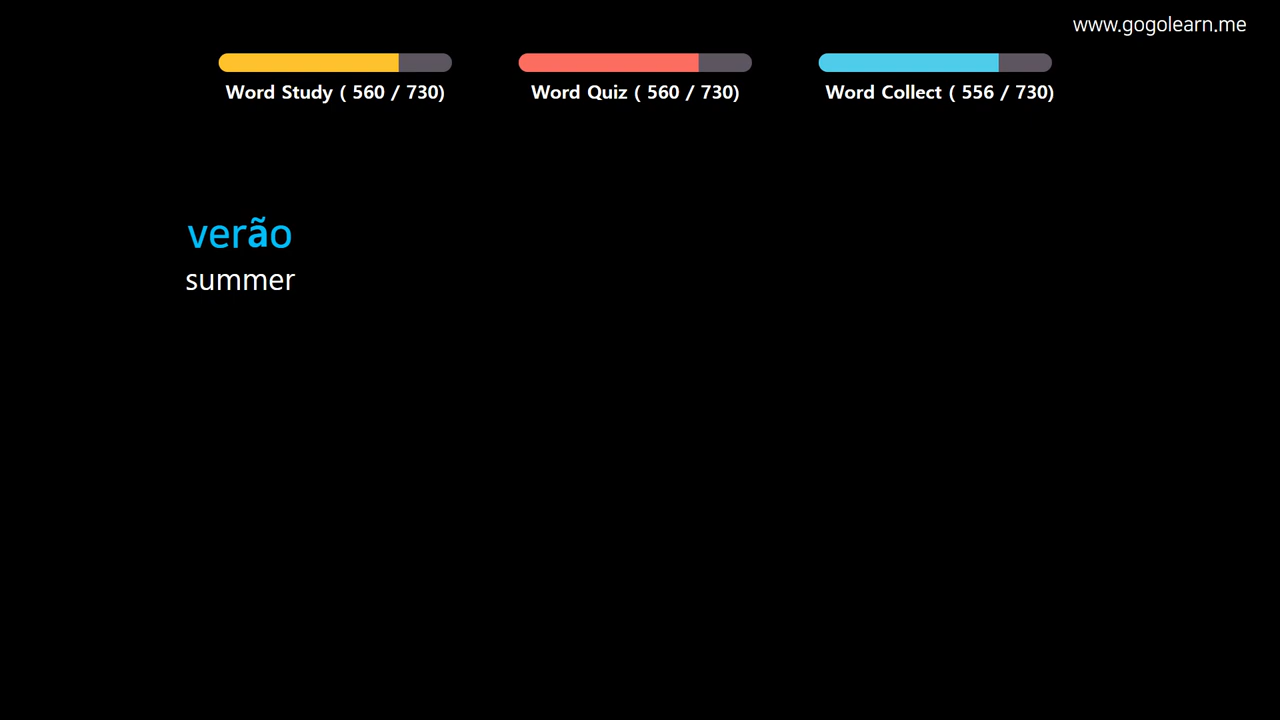 www.gogolearn.me
Word Study ( 560 / 730)
Word Quiz ( 560 / 730)
Word Collect ( 556 / 730)
verão
summer